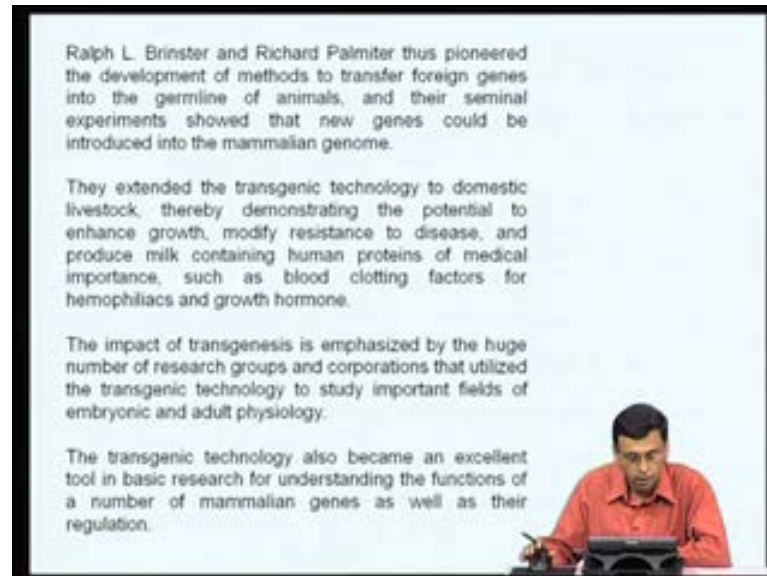 Ralph L. Brinster and Richard Palmiter thus pioneered
the development of methods to transfer foreign genes
into the germline of animals, and their seminal
experiments showed that new genes could be
introduced into the mammalian genome.
They extended the transgenic technology to domestic
livestock, thereby demonstrating the potential to
enhance growth, modify resistance to disease, and
produce milk containing human proteins of medical
importance, such as blood clotting factors for
hemophiliacs and growth hormone.
The impact of transgenesis is emphasized by the huge
number of research groups and corporations that utilized
the transgenic technology to study important fields of
embryonic and adult physiology.
The transgenic technology also became an excellent
tool in basic research for understanding the functions of
a number of mammalian genes as well as their
regulation.